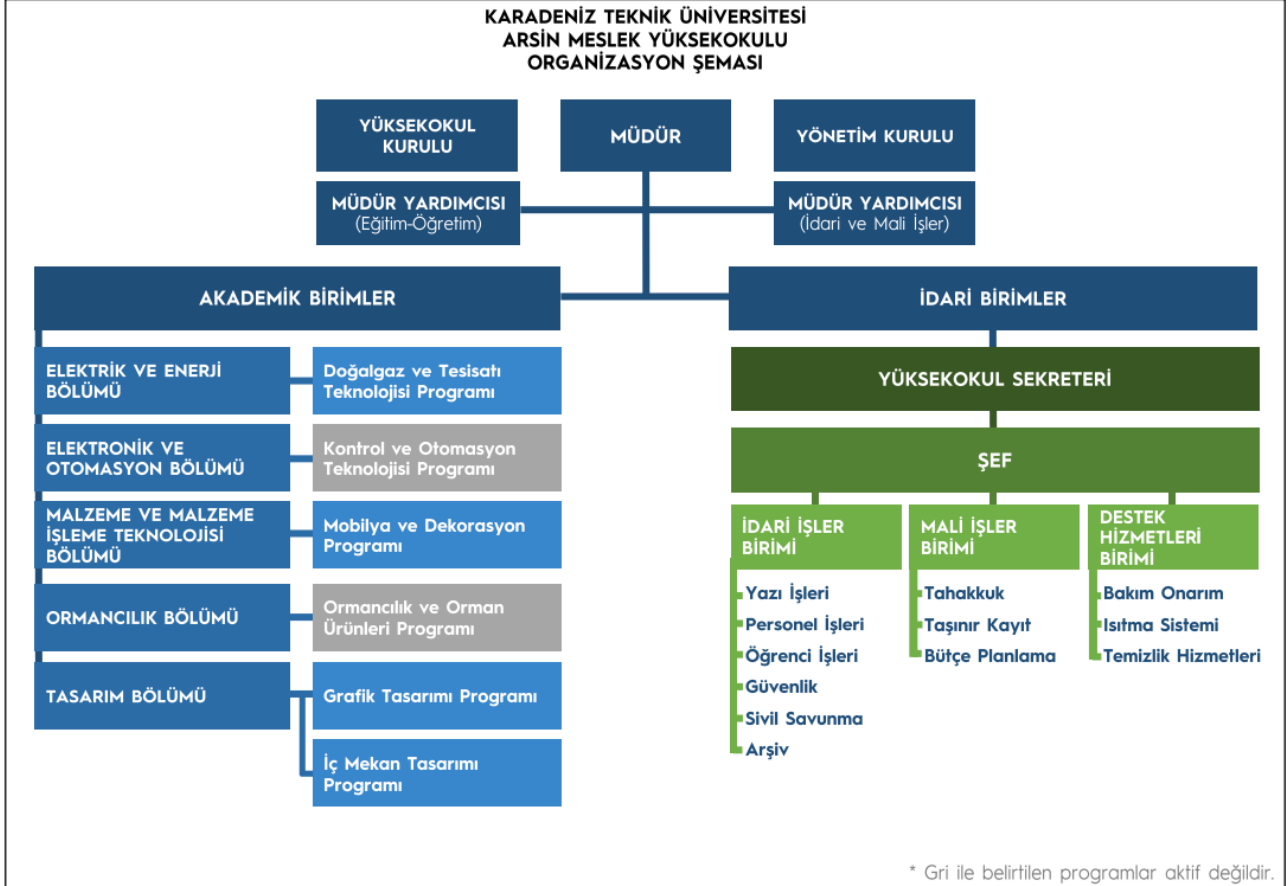 KARADENİZ TEKNİK ÜNİVERSİTESİ
ARSİN MESLEK YÜKSEKOKULU
ORGANİZASYON ŞEMASI
YÜKSEKOKUL
KURULU
MÜDÜR
YÖNETİM KURULU
MÜDÜR YARDIMCISI
(Eğitim-Öğretim)
MÜDÜR YARDIMCISI
(İdari ve Mali İşler)
AKADEMİK BİRİMLER
ELEKTRİK VE ENERJİ
BÖLÜMÜ
Doğalgaz ve Tesisatı
Teknolojisi Programı
ELEKTRONİK VE
OTOMASYON BÖLÜMÜ
Kontrol ve Otomasyon
Teknolojisi Programı
MALZEME VE MALZEME
İŞLEME TEKNOLOJİSİ
BÖLÜMÜ
Mobilya ve Dekorasyon
Programı
ORMANCILIK BÖLÜMÜ
Ormancılık ve Orman
Ürünleri Programı
TASARIM BÖLÜMÜ
Grafik Tasarımı Programı
İç Mekan Tasarımı
Programı
İDARİ BİRİMLER
YÜKSEKOKUL SEKRETERİ
ŞEF
İDARİ İŞLER
BİRİMİ
Yazı İşleri
Personel İşleri
Öğrenci İşleri
Güvenlik
Sivil Savunma
Arşiv
MALİ İŞLER
BİRİMİ
Tahakkuk
Taşınır Kayıt
Bütçe Planlama
DESTEK
HİZMETLERİ
BİRİMİ
Bakım Onarım
Isıtma Sistemi
Temizlik Hizmetleri
* Gri ile belirtilen programlar aktif değildir.